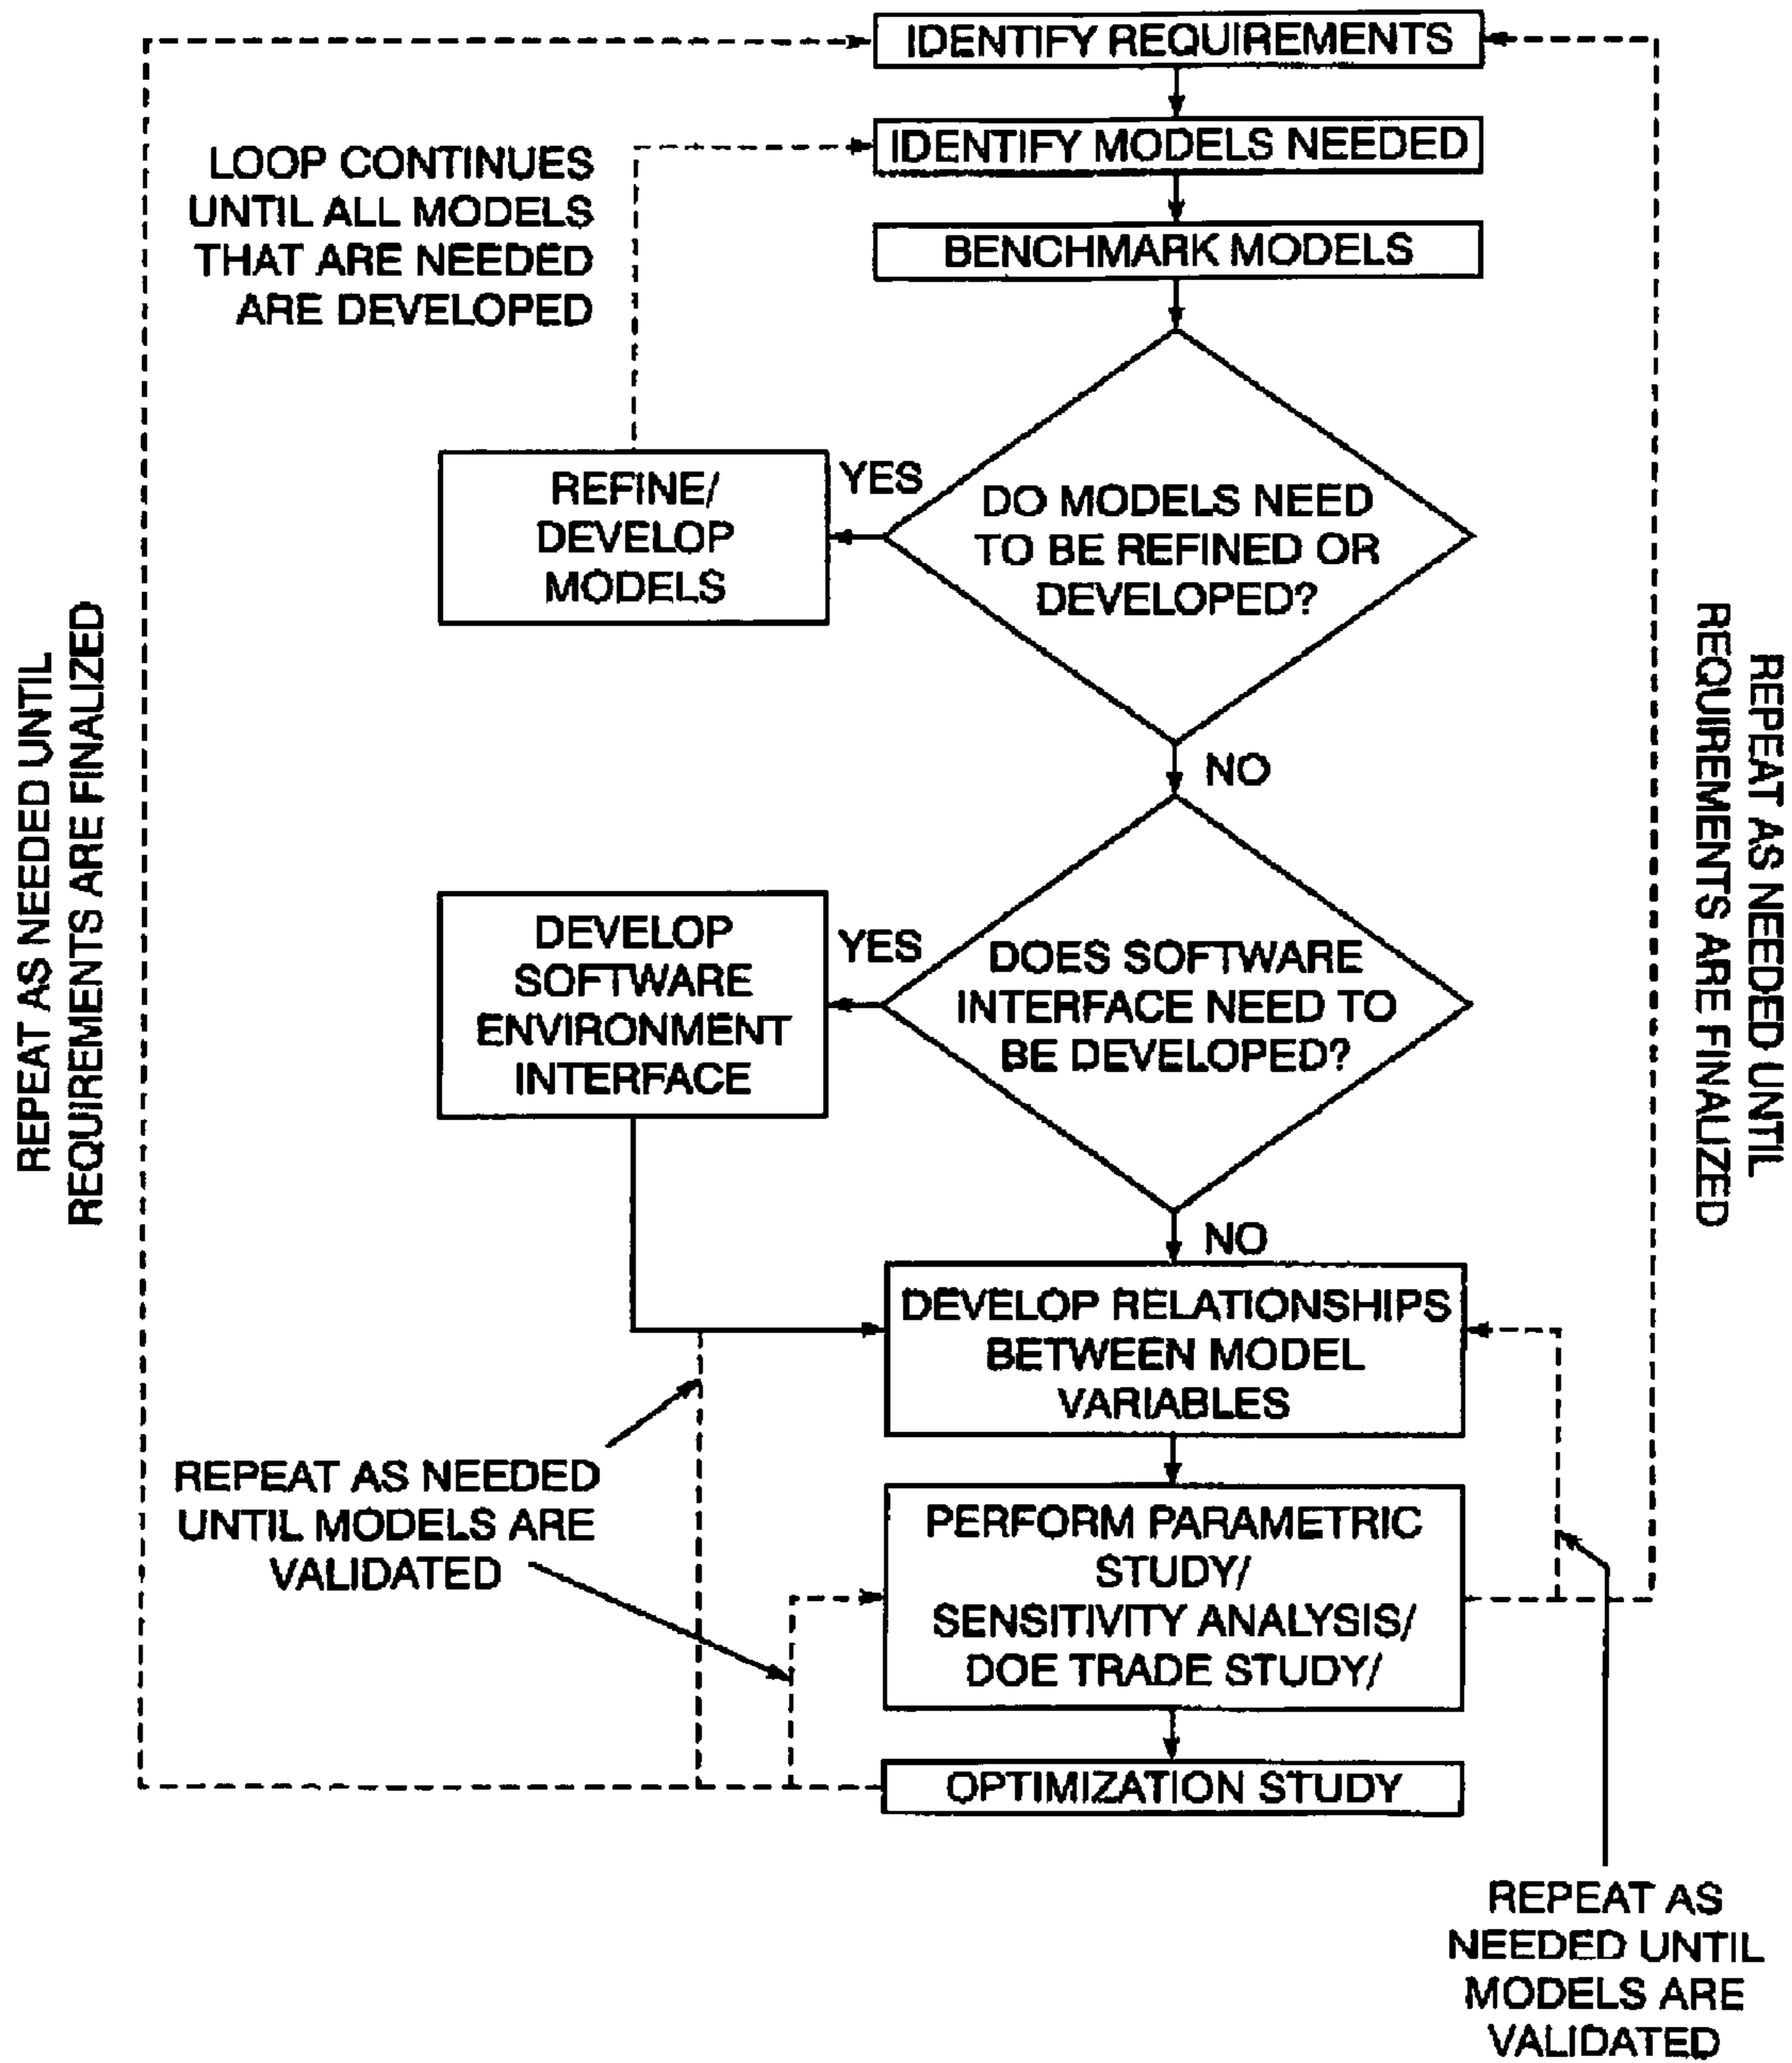 IDENTIFY REQUIREMENTS
IDENTIFY MODELS NEEDED
LOOP CONTINUES
UNTIL ALL MODELS
THAT ARE NEEDED
ARE DEVELOPED
BENCHMARK MODELS
REFINE/
DEVELOP
MODELS
YES
DO MODELS NEED
TO BE REFINED OR
DEVELOPED?
NO
REPEAT AS NEEDED UNTIL
REQUIREMENTS ARE FINALIZED
REPEAT AS NEEDED UNTIL
REQUIREMENTS ARE FINALIZED
DEVELOP
SOFTWARE
ENVIRONMENT
INTERFACE
YES
DOES SOFTWARE
INTERFACE NEED TO
BE DEVELOPED?
NO
DEVELOP RELATIONSHIPS
BETWEEN MODEL
VARIABLES
REPEAT AS NEEDED
UNTIL MODELS ARE
VALIDATED
PERFORM PARAMETRIC
STUDY/
SENSITIVITY ANALYSIS/
DOE TRADE STUDY/
OPTIMIZATION STUDY
REPEAT AS
NEEDED UNTIL
MODELS ARE
VALIDATED